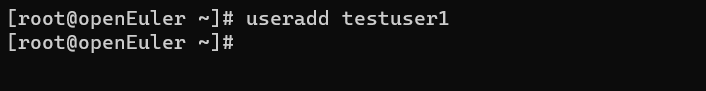 [root@openEuler ~]# useradd testuser1
[root@openEuler ~]#